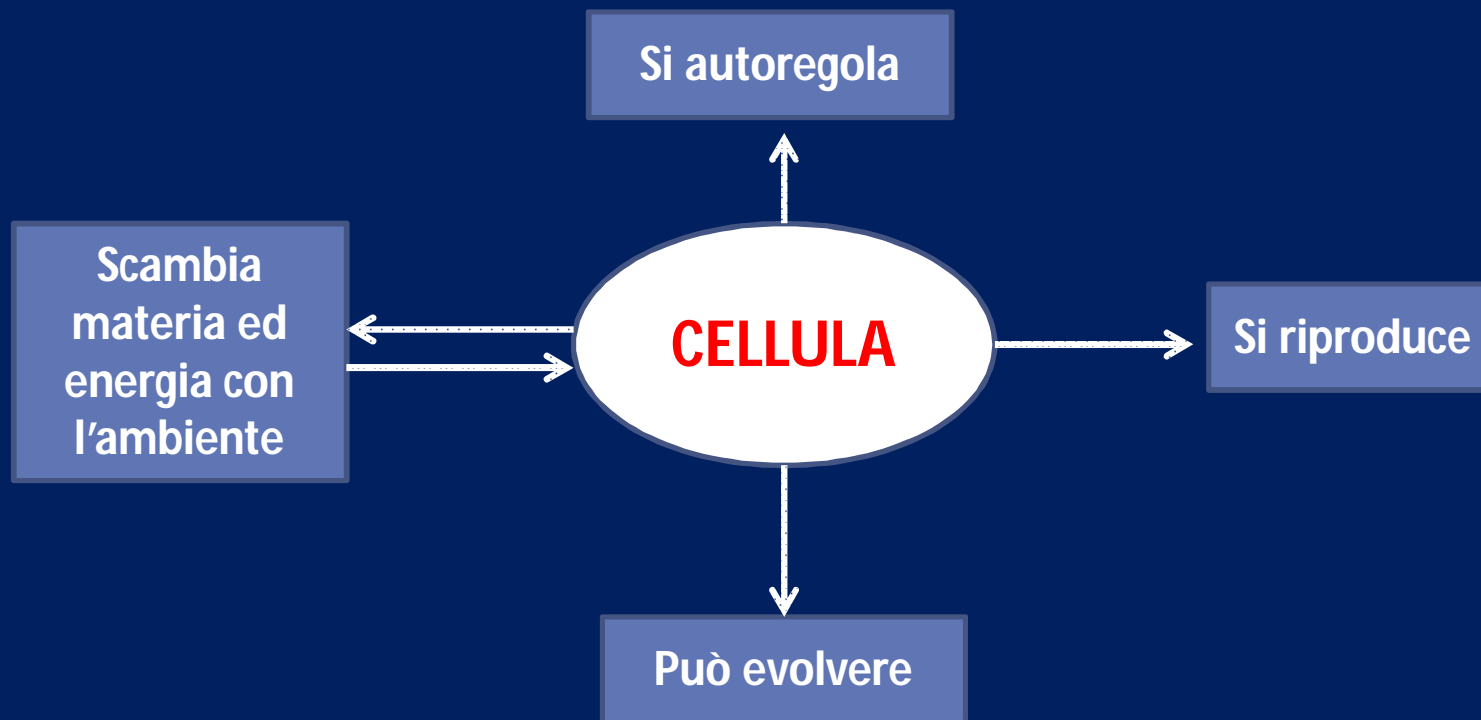 Si autoregola
Scambia
materia ed
energia con
l'ambiente
CELLULA
Si riproduce
Può evolvere